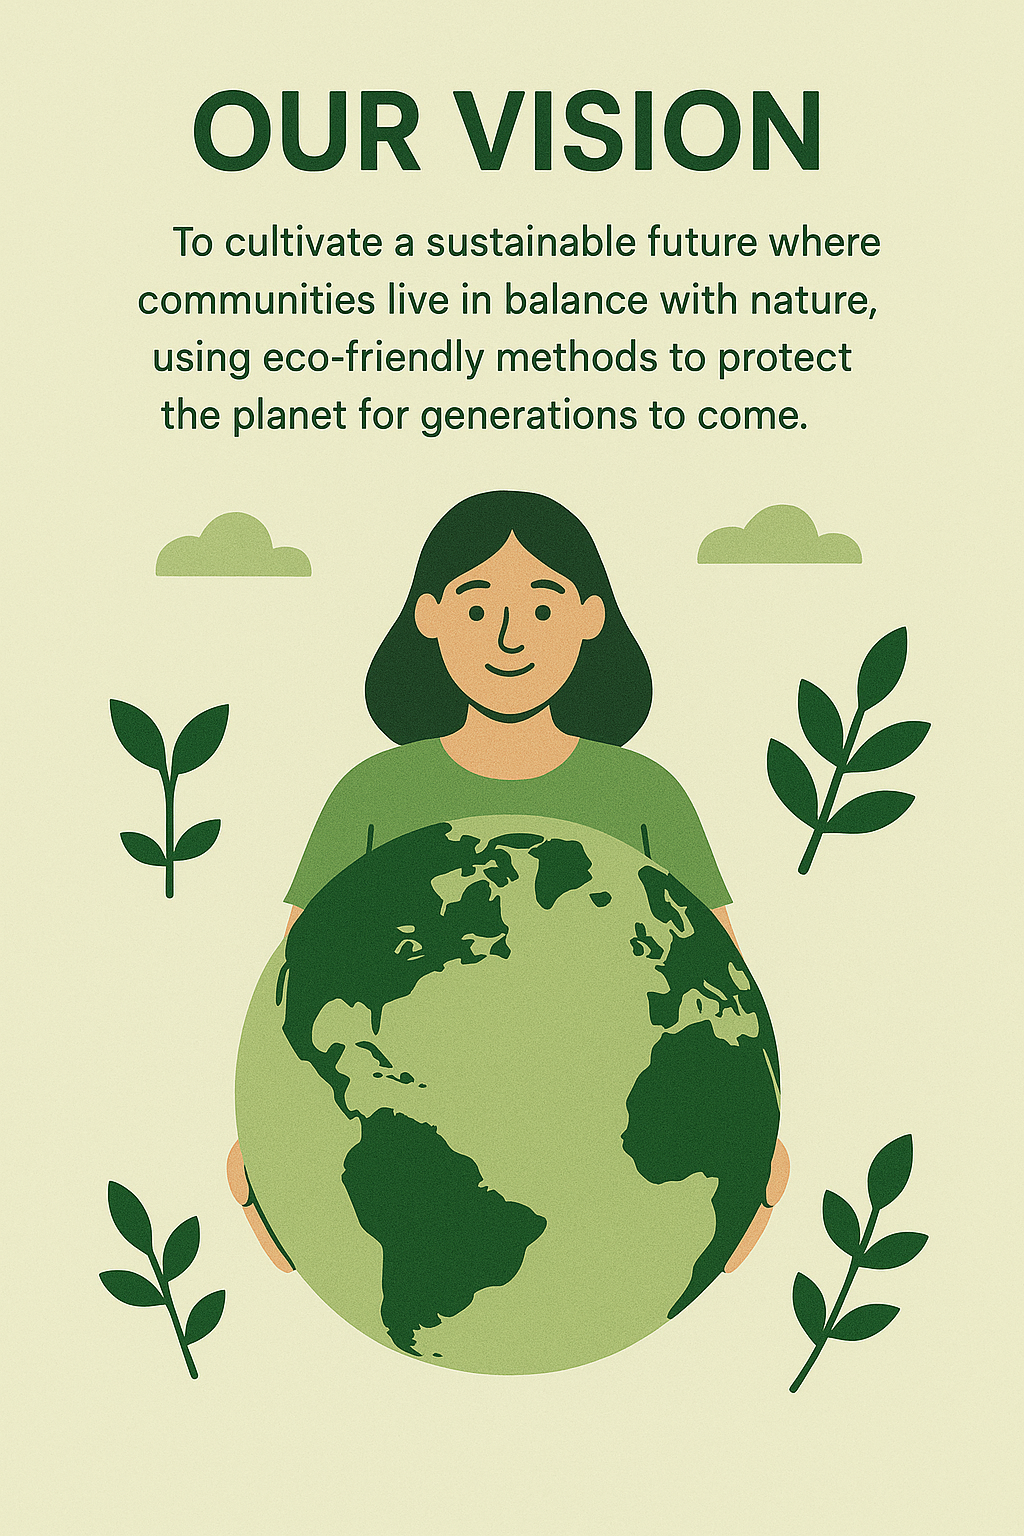 OUR VISION
To cultivate a sustainable future where
communities live in balance with nature,
using eco-friendly methods to protect
the planet for generations to come.